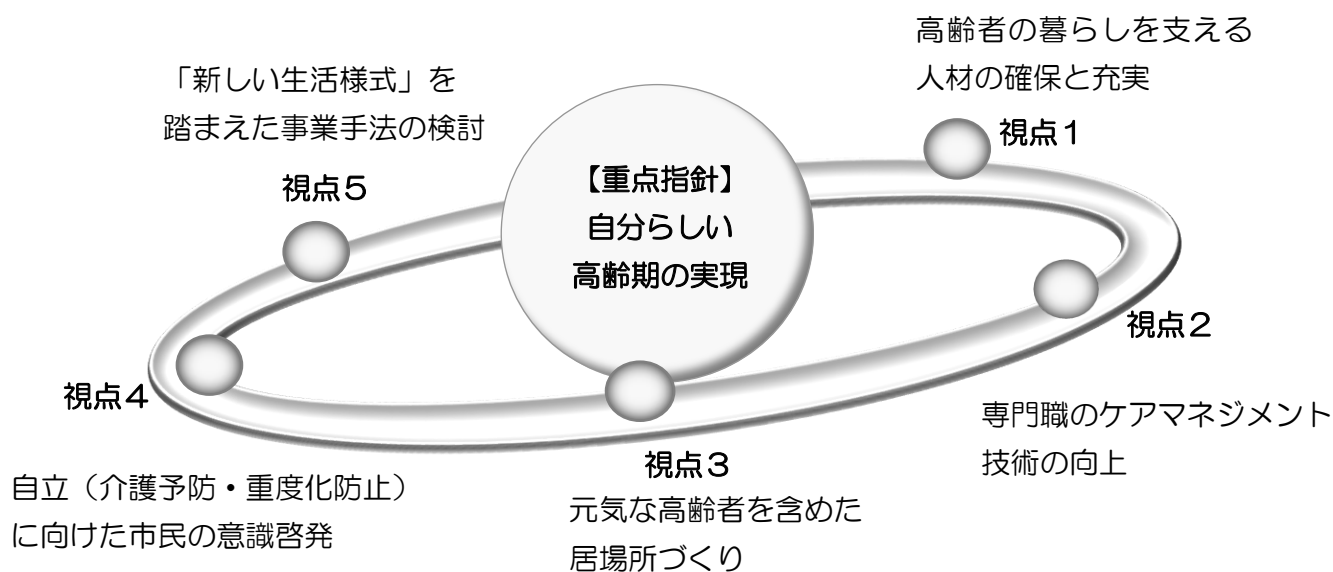 【重点指針】
自分らしい
高齢期の実現
高齢者の暮らしを支える
人材の確保と充実
視点1
視点2
専門職のケアマネジメント
技術の向上
視点3
元気な高齢者を含めた
居場所づくり
視点4
自立（介護予防・重度化防止）
に向けた市民の意識啓発
「新しい生活様式」を
踏まえた事業手法の検討
視点5